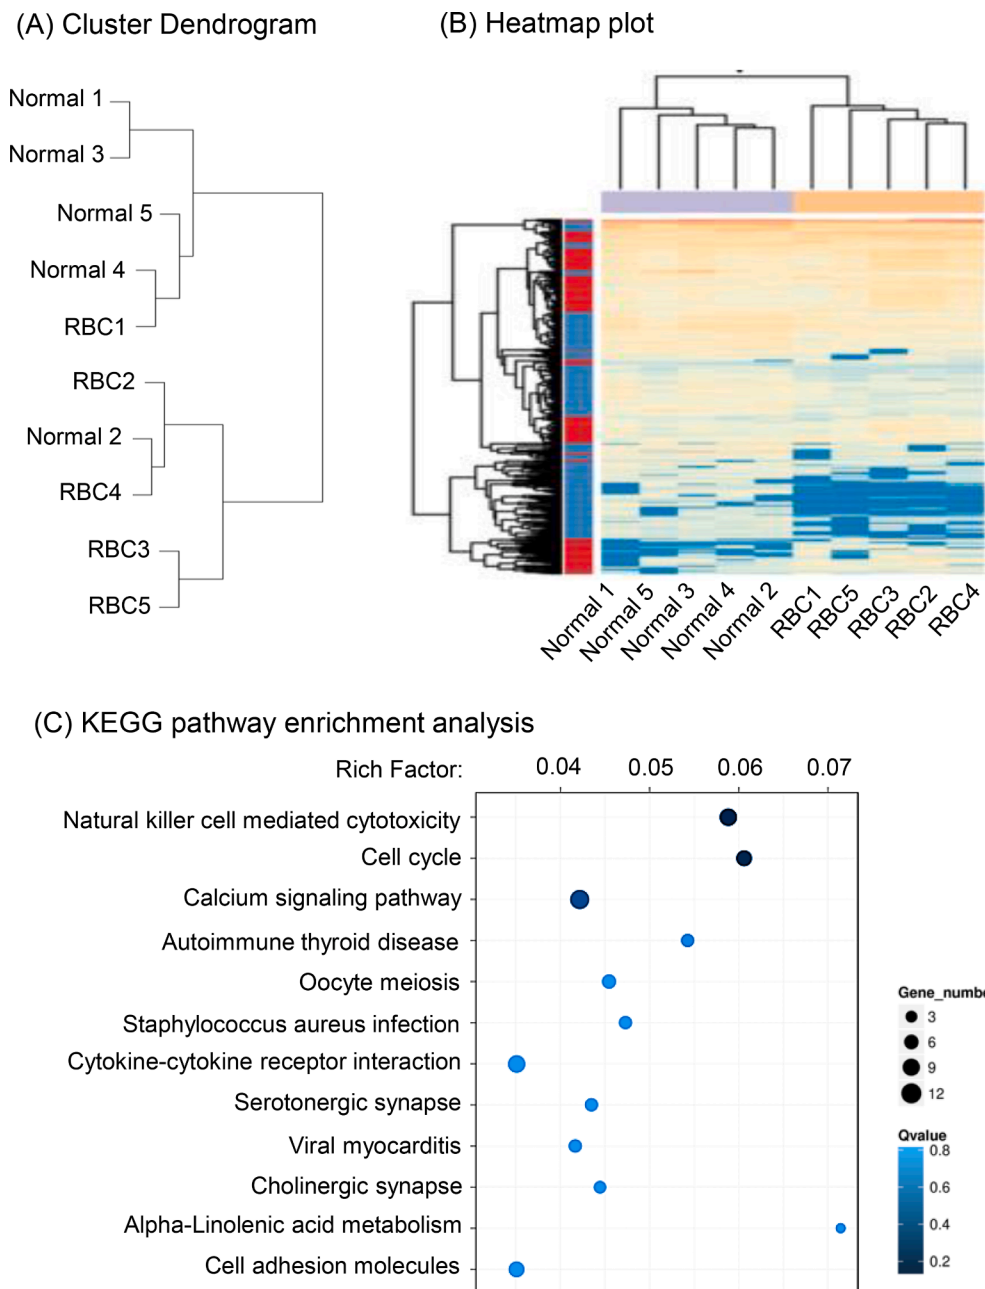 (A) Cluster Dendrogram
(B) Heatmap plot
Normal 1
Normal 3
Normal 5
Normal 4
RBC1
RBC2
Normal 2
RBC4
RBC3
RBC5
Normal 1
Normal 5
Normal 3
Normal 4
Normal 2
RBC1
RBC5
RBC3
RBC2
RBC4
(C) KEGG pathway enrichment analysis
Rich Factor: 0.04 0.05 0.06 0.07
Natural killer cell mediated cytotoxicity
Cell cycle
Calcium signaling pathway
Autoimmune thyroid disease
Oocyte meiosis
Staphylococcus aureus infection
Cytokine-cytokine receptor interaction
Serotonergic synapse
Viral myocarditis
Cholinergic synapse
Alpha-Linolenic acid metabolism
Cell adhesion molecules
Gene_numbe
3
6
9
12
Qvalue
0.8
0.6
0.4
0.2